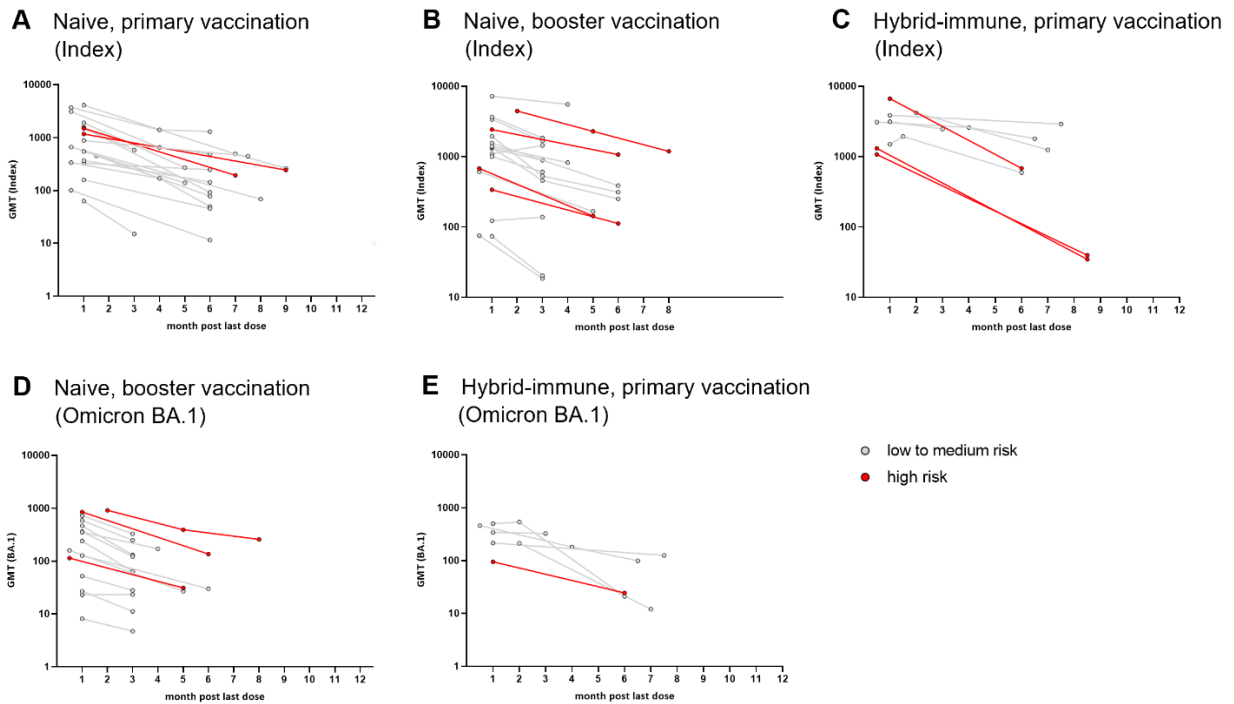 A Naive, primary vaccination
(Index)
10000
1000
100
10
1
GMT (Index)
1 2 3 4 5 6 7 8 9 10 11 12
month post last dose
B Naive, booster vaccination
(Index)
10000
1000
100
10
GMT (Index)
1 2 3 4 5 6 7 8
month post last dose
C Hybrid-immune, primary vaccination
(Index)
10000
1000
100
10
GMT (Index)
1 2 3 4 5 6 7 8 9 10 11 12
month post last dose
D Naive, booster vaccination
(Omicron BA.1)
10000
1000
100
10
1
GMT (BA.1)
1 2 3 4 5 6 7 8 9 10 11 12
month post last dose
E Hybrid-immune, primary vaccination
(Omicron BA.1)
10000
1000
100
10
1
GMT (BA.1)
1 2 3 4 5 6 7 8 9 10 11 12
month post last dose
low to medium risk
high risk